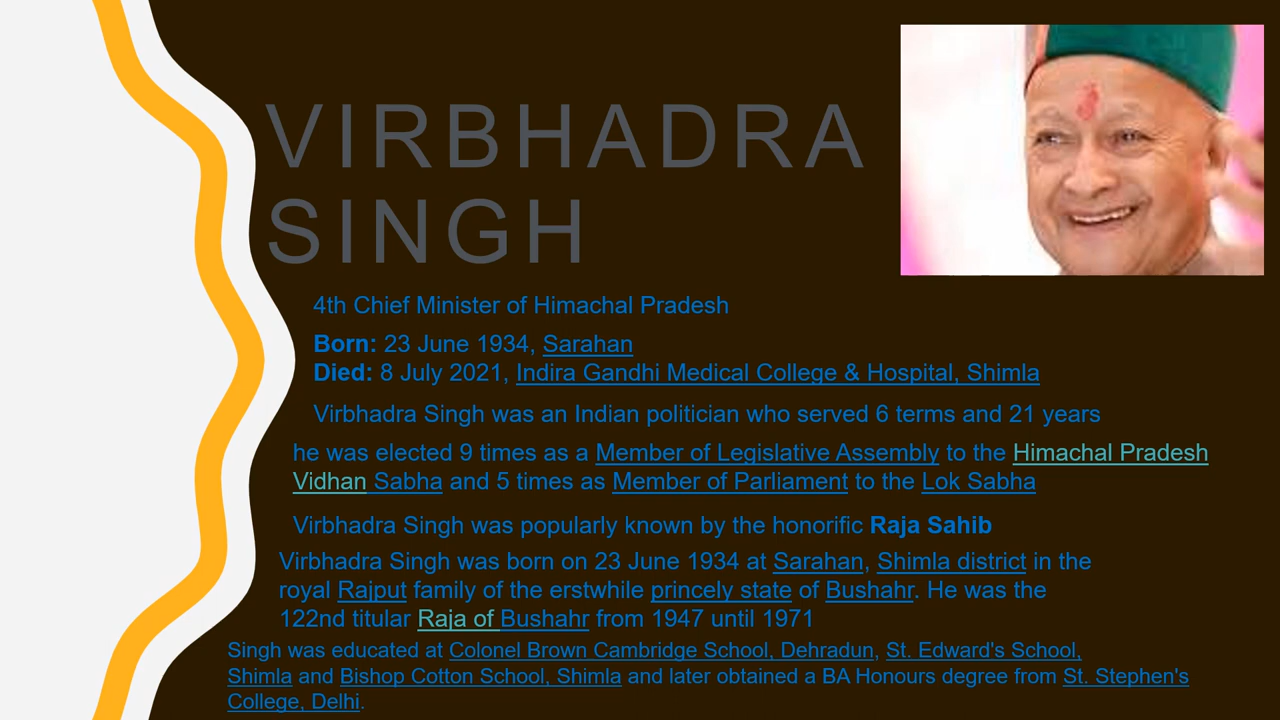 VIRBHADRA
SINGH
4th Chief Minister of Himachal Pradesh
Born: 23 June 1934, Sarahan
Died: 8 July 2021, Indira Gandhi Medical College & Hospital, Shimla
Virbhadra Singh was an Indian politician who served 6 terms and 21 years
he was elected 9 times as a Member of Legislative Assembly to the Himachal Pradesh
Vidhan Sabha and 5 times as Member of Parliament to the Lok Sabha
Virbhadra Singh was popularly known by the honorific Raja Sahib
Virbhadra Singh was born on 23 June 1934 at Sarahan, Shimla district in the
royal Rajput family of the erstwhile princely state of Bushahr. He was the
122nd titular Raja of Bushahr from 1947 until 1971
Singh was educated at Colonel Brown Cambridge School, Dehradun, St. Edward's School,
Shimla and Bishop Cotton School, Shimla and later obtained a BA Honours degree from St. Stephen's
College, Delhi.